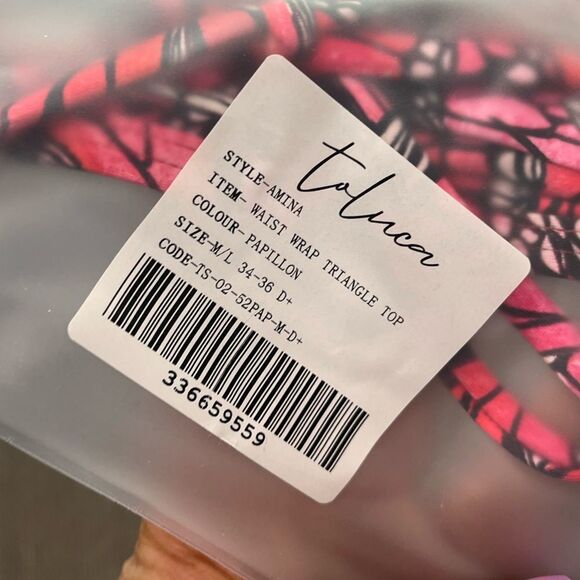 toluca
STYLE-AMINA
ITEM- WAIST WRAP TRIANGLE TOP
COLOUR- PAPILLON
SIZE-M/L 34-36 D+
CODE-TS-02-52PAP-M-D+
336659559